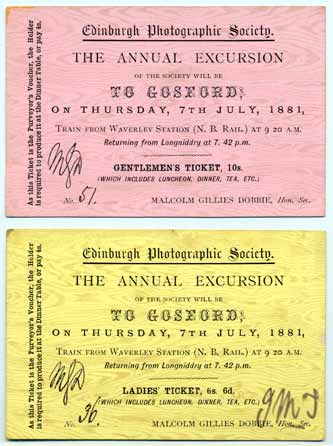 As this Ticket is the Purveyor's Voucher, the Holder
is required to produce it at the Dinner Table, or pay 1s.
Edinburgh Photographic Society.
THE ANNUAL EXCURSION
OF THE SOCIETY WILL BE
TO GOSFORD;
ON THURSDAY, 7TH JULY, 1881,
TRAIN FROM WAVERLEY STATION (N. B. RAIL.) AT 9 20 A.M.
Returning from Longniddry at 7. 42 p.m.
GENTLEMEN'S TICKET, 10s.
(WHICH INCLUDES LUNCHEON, DINNER, TEA, ETC.)
MGD
No. 51. MALCOLM GILLIES DOBBIE, Hon. Sec.
As this Ticket is the Purveyor's Voucher, the Holder
is required to produce it at the Dinner Table, or pay 1s.
Edinburgh Photographic Society.
THE ANNUAL EXCURSION
OF THE SOCIETY WILL BE
TO GOSFORD;
ON THURSDAY, 7TH JULY, 1881,
TRAIN FROM WAVERLEY STATION (N. B. RAIL.) AT 9 20 A.M.
Returning from Longniddry at 7. 42 p.m.
LADIES' TICKET, 6s. 6d.
(WHICH INCLUDES LUNCHEON, DINNER, TEA, ETC.)
MGD
No. 36. MALCOLM GILLIES DOBBIE, Hon. Sec.